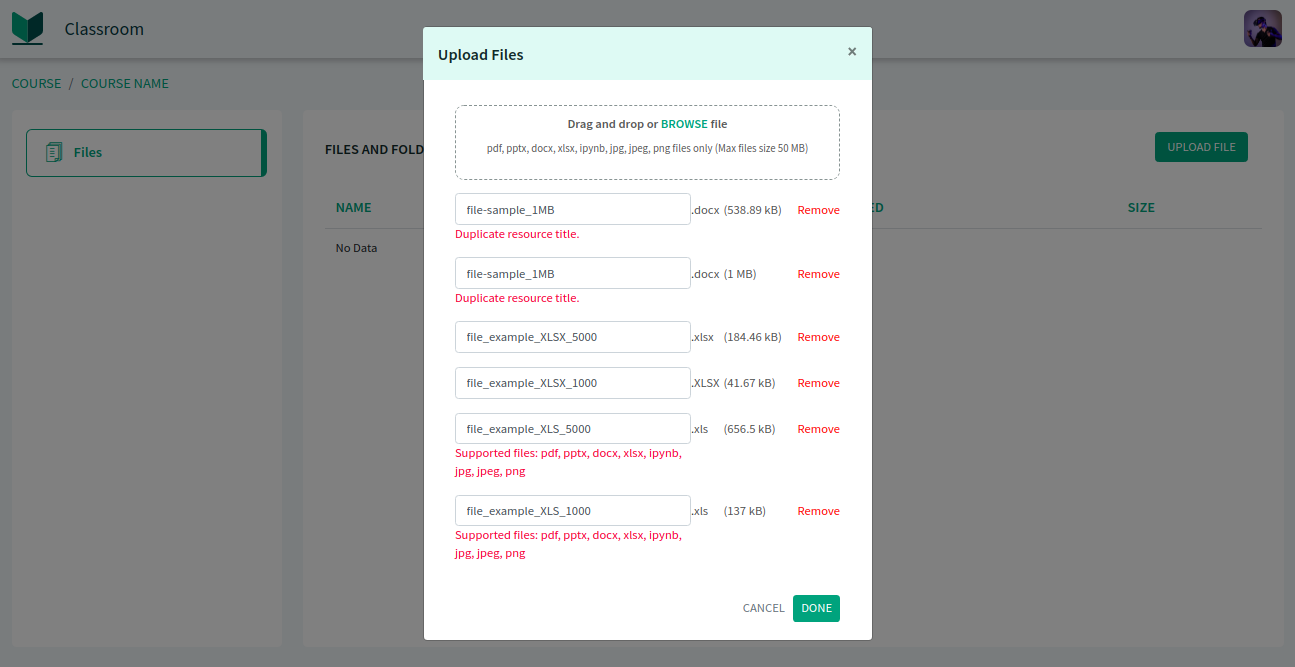 Classroom
COURSE / COURSE NAME
Files
FILES AND FOLD
UPLOAD FILE
NAME
ED
SIZE
No Data
Upload Files
×
Drag and drop or BROWSE file
pdf, pptx, docx, xlsx, ipynb, jpg, jpeg, png files only (Max files size 50 MB)
file-sample_1MB .docx (538.89 kB) Remove
Duplicate resource title.
file-sample_1MB .docx (1 MB) Remove
Duplicate resource title.
file_example_XLSX_5000 .xlsx (184.46 kB) Remove
file_example_XLSX_1000 .XLSX (41.67 kB) Remove
file_example_XLS_5000 .xls (656.5 kB) Remove
Supported files: pdf, pptx, docx, xlsx, ipynb,
jpg, jpeg, png
file_example_XLS_1000 .xls (137 kB) Remove
Supported files: pdf, pptx, docx, xlsx, ipynb,
jpg, jpeg, png
CANCEL DONE